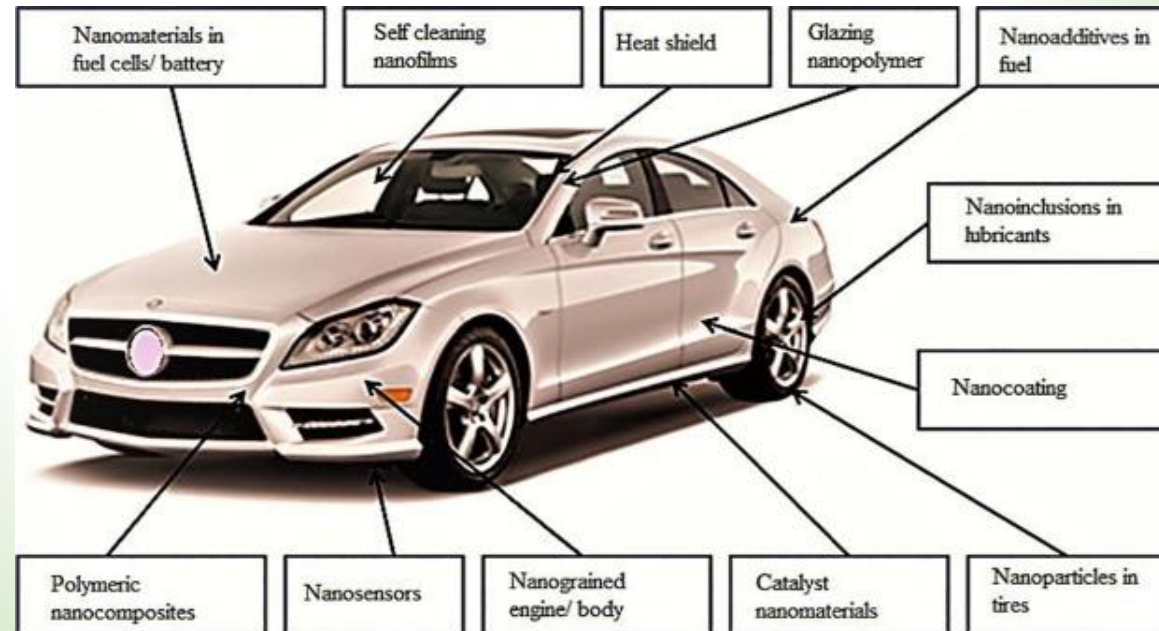 Nanomaterials in
fuel cells/ battery
Self cleaning
nanofilms
Heat shield
Glazing
nanopolymer
Nanoadditives in
fuel
Nanoinclusions in
lubricants
Nanocoating
Polymeric
nanocomposites
Nanosensors
Nanograined
engine/ body
Catalyst
nanomaterials
Nanoparticles in
tires